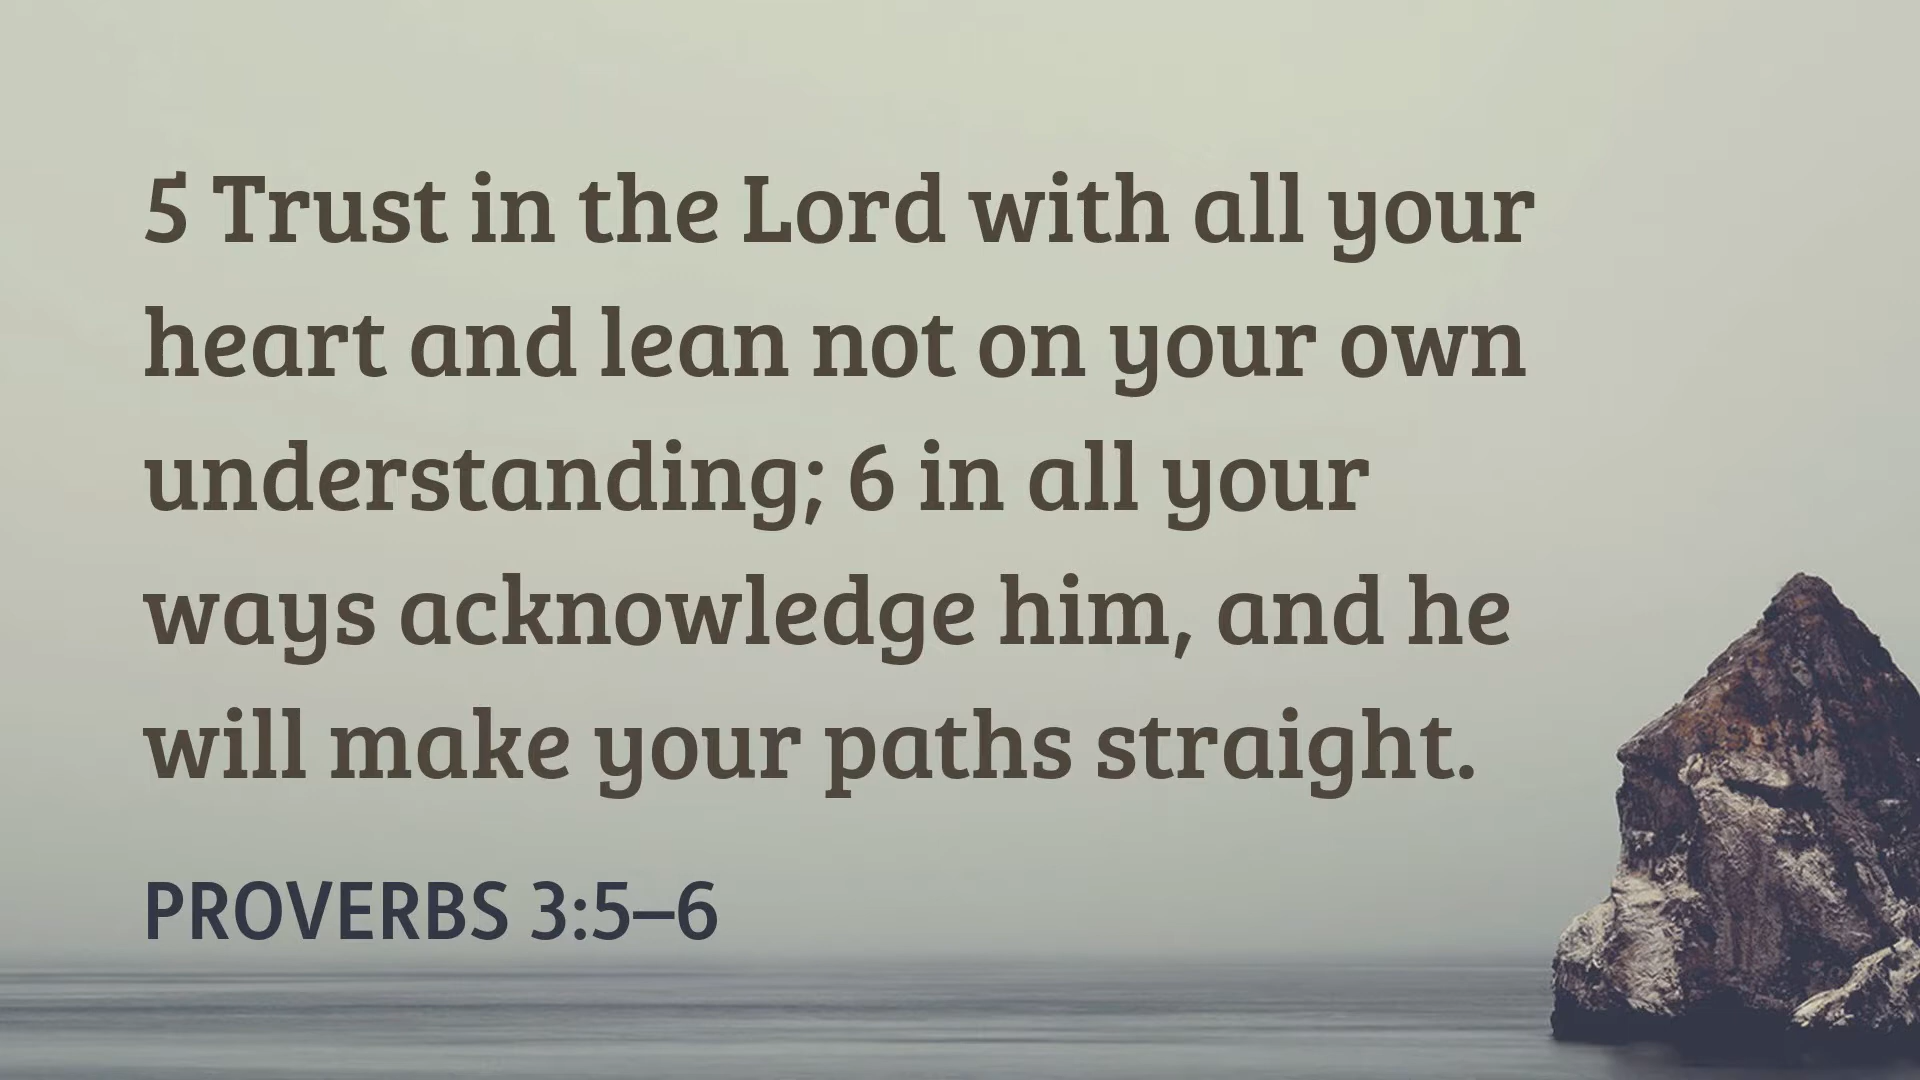 5 Trust in the Lord with all your
heart and lean not on your own
understanding; 6 in all your
ways acknowledge him, and he
will make your paths straight.
PROVERBS 3:5–6